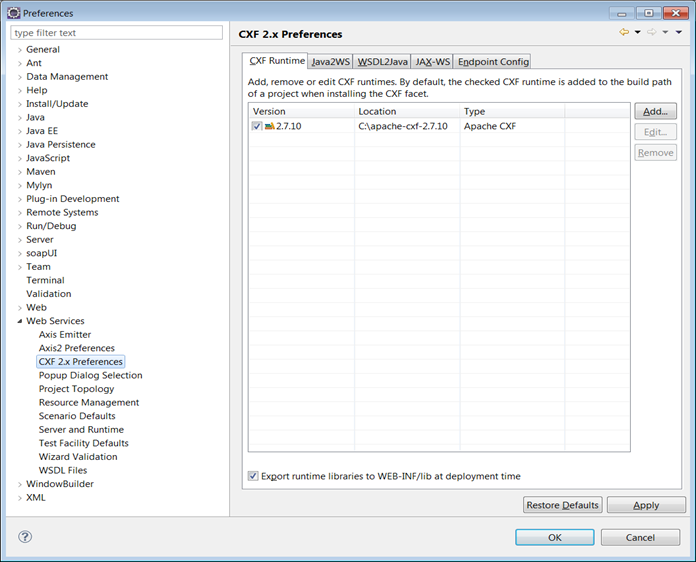 Preferences
type filter text
General
Ant
Data Management
Help
Install/Update
Java
Java EE
Java Persistence
JavaScript
Maven
Mylyn
Plug-in Development
Remote Systems
Run/Debug
Server
soapUI
Team
Terminal
Validation
Web
Web Services
Axis Emitter
Axis2 Preferences
CXF 2.x Preferences
Popup Dialog Selection
Project Topology
Resource Management
Scenario Defaults
Server and Runtime
Test Facility Defaults
Wizard Validation
WSDL Files
WindowBuilder
XML
CXF 2.x Preferences
CXF Runtime Java2WS WSDL2Java JAX-WS Endpoint Config
Add, remove or edit CXF runtimes. By default, the checked CXF runtime is added to the build path
of a project when installing the CXF facet.
Version Location Type
2.7.10 C:\apache-cxf-2.7.10 Apache CXF
Add...
Edit...
Remove
Export runtime libraries to WEB-INF/lib at deployment time
Restore Defaults Apply
? OK Cancel